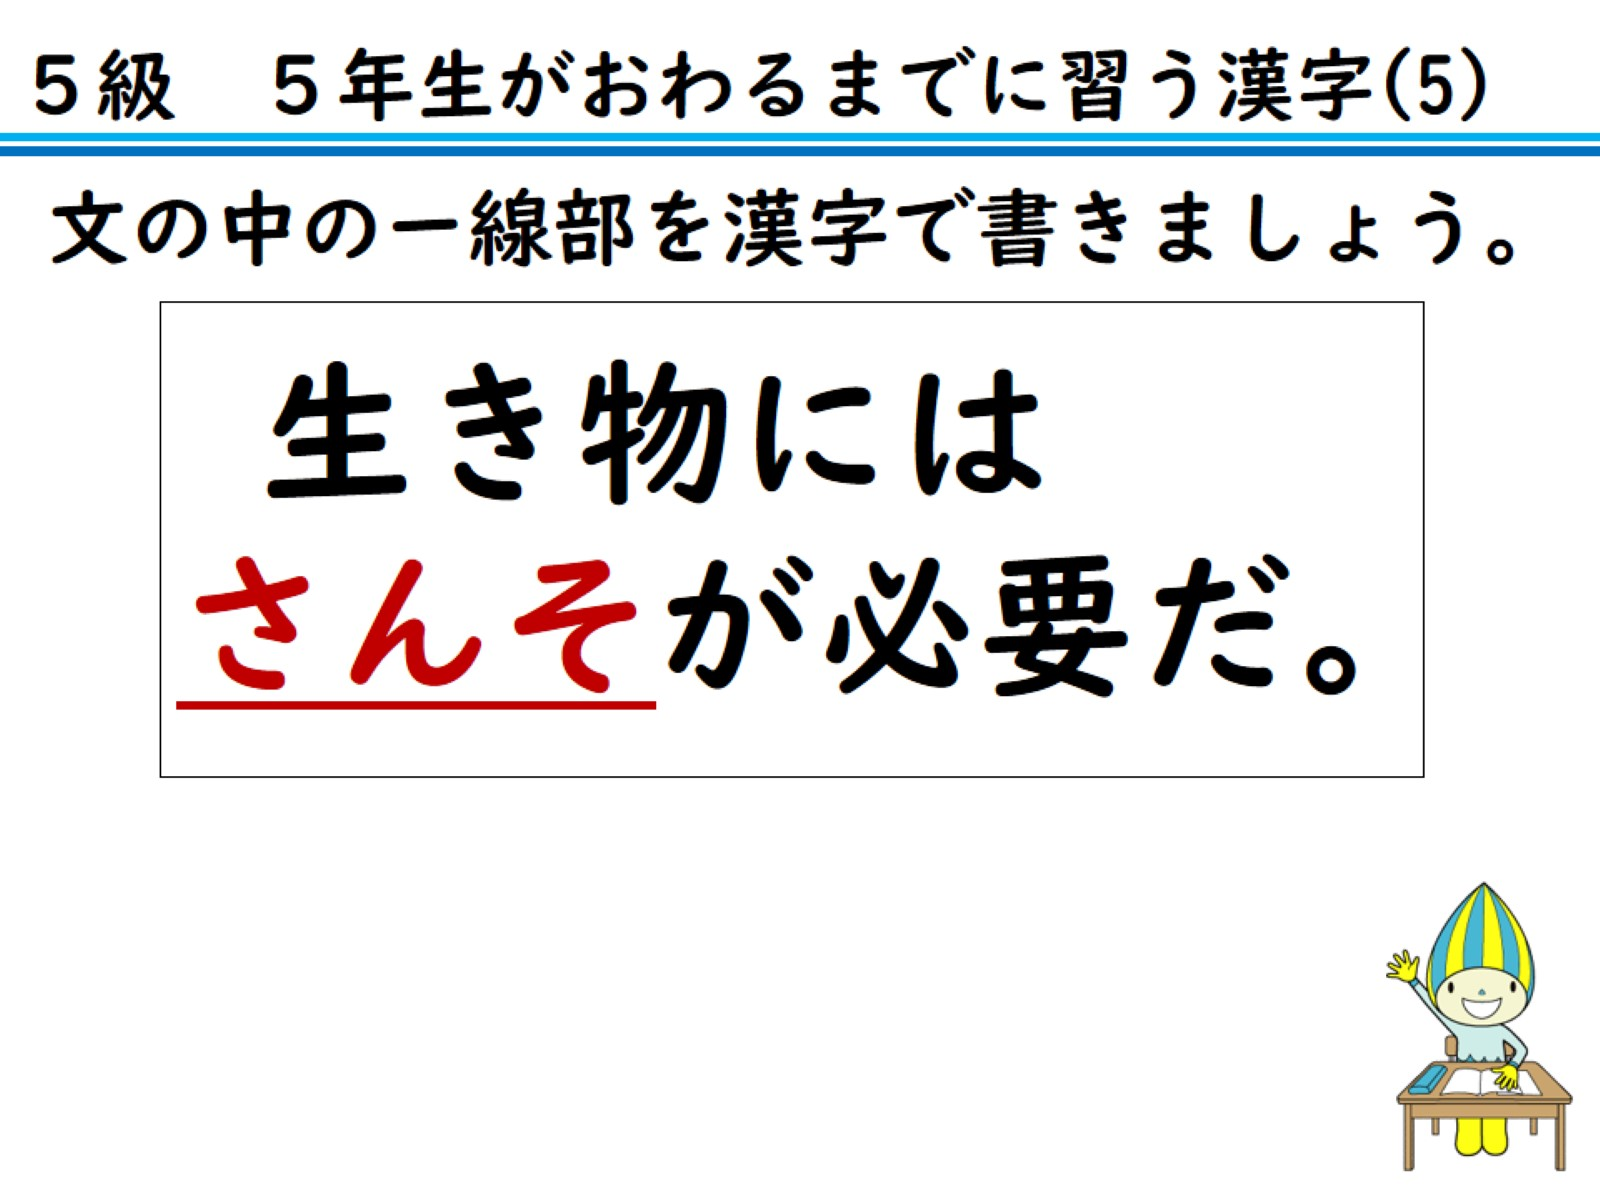 ５級　５年生がおわるまでに習う漢字(5)
文の中の一線部を漢字で書きましょう。
生き物には
さんそが必要だ。